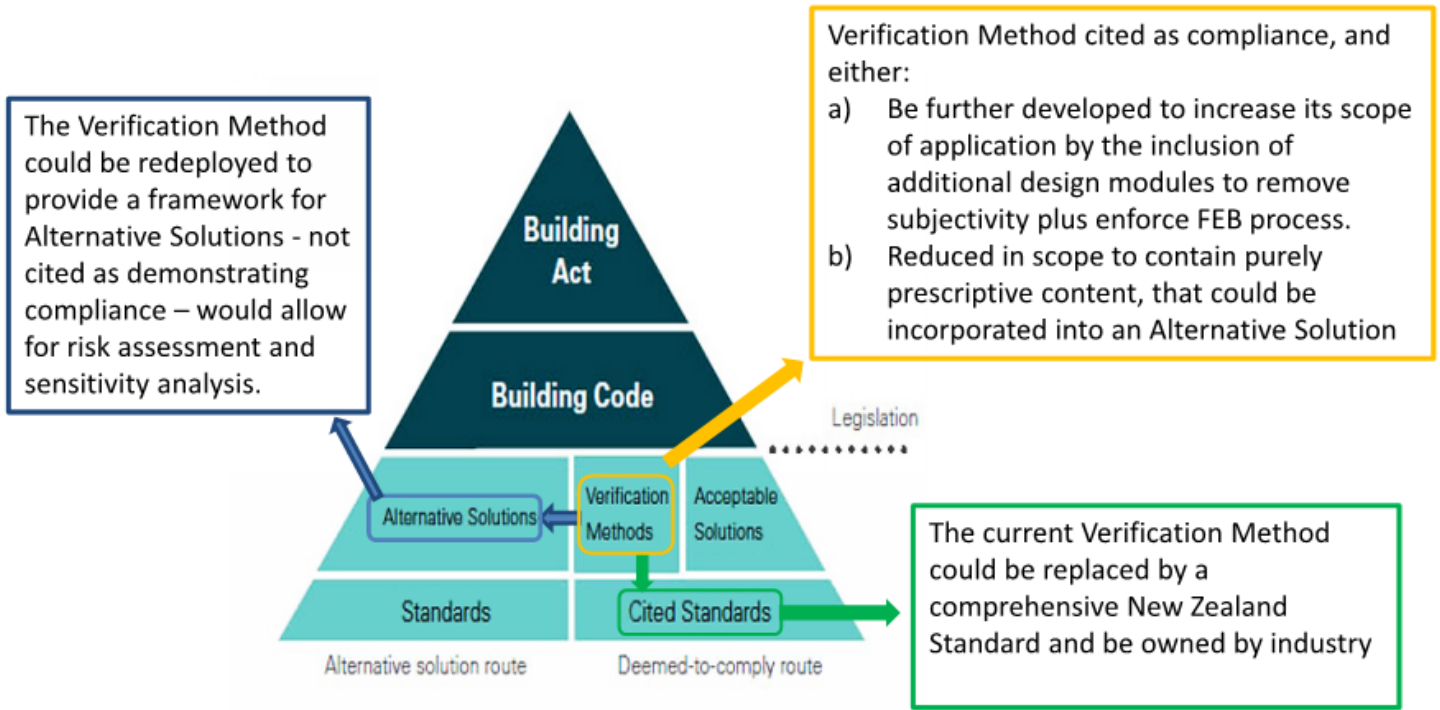 The Verification Method
could be redeployed to
provide a framework for
Alternative Solutions - not
cited as demonstrating
compliance – would allow
for risk assessment and
sensitivity analysis.
Verification Method cited as compliance, and
either:
a) Be further developed to increase its scope
of application by the inclusion of
additional design modules to remove
subjectivity plus enforce FEB process.
b) Reduced in scope to contain purely
prescriptive content, that could be
incorporated into an Alternative Solution
Building
Act
Building Code
Legislation
Alternative Solutions
Verification
Methods
Acceptable
Solutions
Standards
Cited Standards
Alternative solution route
Deemed-to-comply route
The current Verification Method
could be replaced by a
comprehensive New Zealand
Standard and be owned by industry